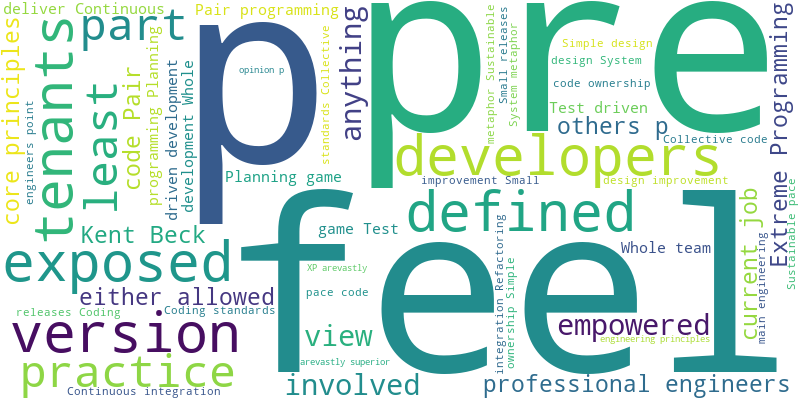 deliver Continuous
Pair programming
core principles
engineers point
tenants
part
least
code Pair
programming Planning
driven development
development Whole
p
opinion p
standards Collective
anything
pre
Simple design
design System
code ownership
Test driven
others p
Collective code
metaphor Sustainable
Small releases
System metaphor
Extreme Programming
developers
Planning game
improvement Small
design improvement
Kent Beck
game Test
defined
exposed
feel
either allowed
XP arevastly
pace code
Whole team
integration Refactoring
ownership Simple
current job
main engineering
Sustainable pace
releases Coding
Coding standards
version
view
empowered
engineering principles
arevastly superior
practice
Continuous integration
involved
professional engineers